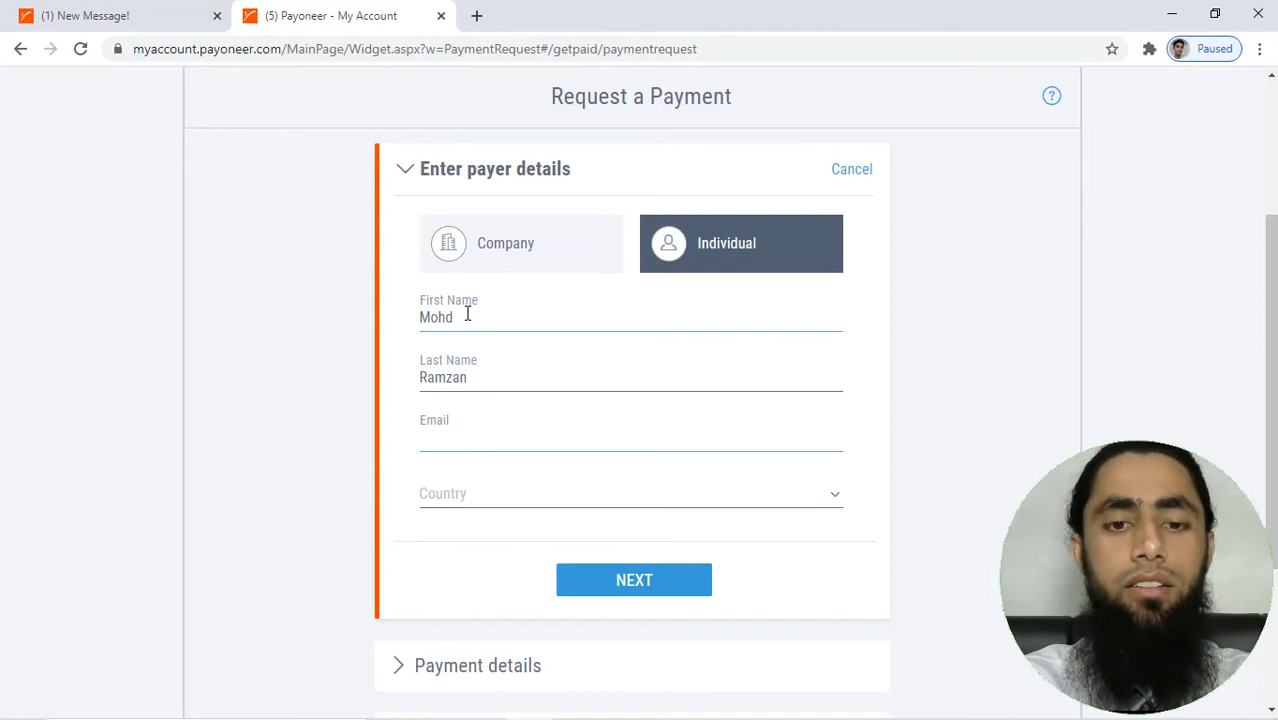 (1) New Message!
(5) Payoneer - My Account
myaccount.payoneer.com/MainPage/Widget.aspx?w=PaymentRequest#/getpaid/paymentrequest
Paused
Request a Payment
?
Enter payer details
Cancel
Company
Individual
First Name
Mohd
Last Name
Ramzan
Email
Country
NEXT
Payment details